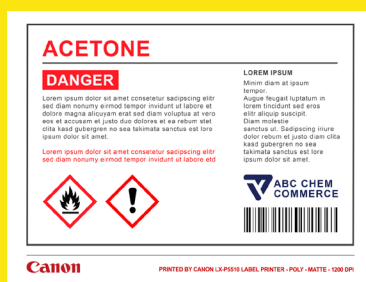 ACETONE
DANGER
Lorem ipsum dolor sit amet consetetur sadipscing elitr
sed diam nonumy eirmod tempor invidunt ut labore et
dolore magna aliquyam erat sed diam voluptua at vero
eos et accusam et justo duo dolores et ea rebum stet
clita kasd gubergren no sea takimata sanctus est loro
ipsum dolor sit amet.
Lorem ipsum dolor sit amet consetetur sadipscing elitr
sed diam nonumy eirmod tempor invidunt ut labore etd
LOREM IPSUM
Minim diam at ipsum
tempor.
Augue feugait luptatum in
lorem tincidunt sed eros
elitr aliquip suscipit.
Diam molestie
sanctus ut. Sadipscing iriure
dolor rebum et justo diam clita
kasd gubergren no sea
takimata sanctus est loro
ipsum dolor sit amet.
ABC CHEM
COMMERCE
Canon
PRINTED BY CANON LX-P5510 LABEL PRINTER - POLY - MATTE - 1200 DPI